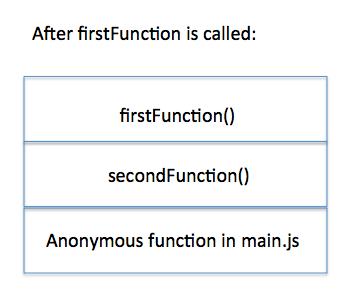 After firstFunction is called:
firstFunction()
secondFunction()
Anonymous function in main.js